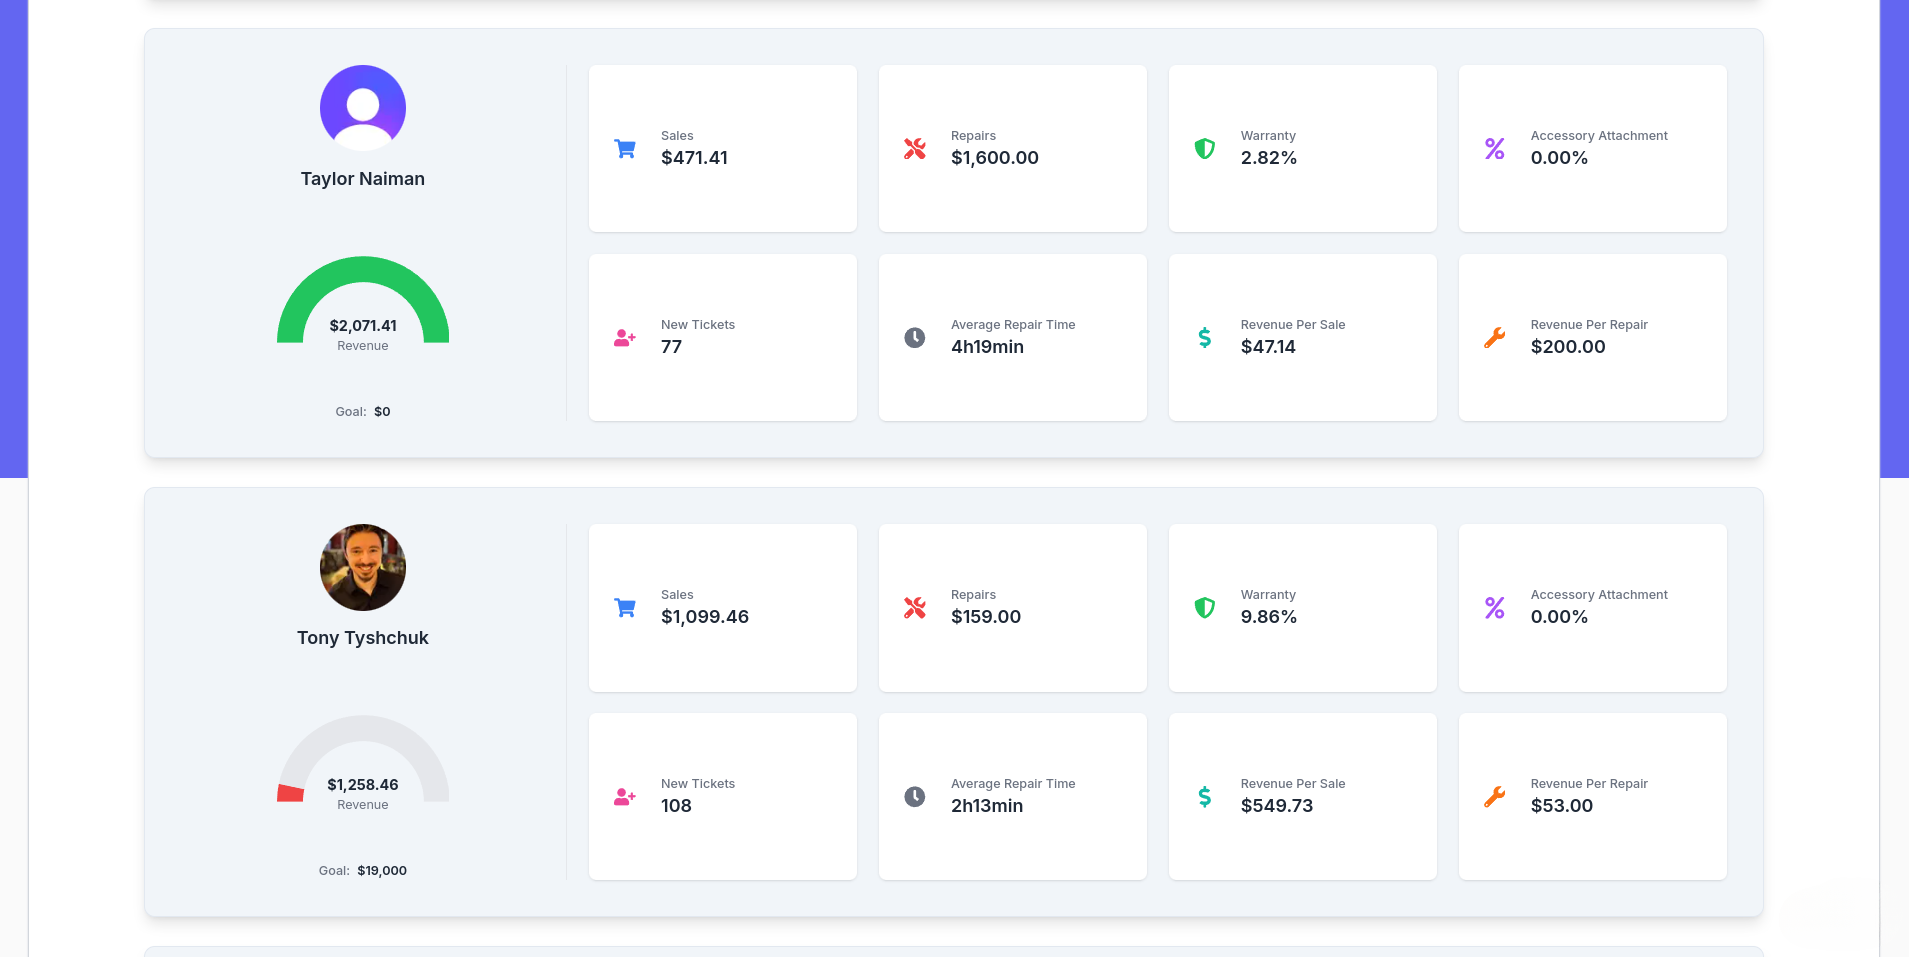 Taylor Naiman
$2,071.41
Revenue
Goal: $0
Sales
$471.41
Repairs
$1,600.00
Warranty
2.82%
Accessory Attachment
0.00%
New Tickets
77
Average Repair Time
4h19min
Revenue Per Sale
$47.14
Revenue Per Repair
$200.00
Tony Tyshchuk
$1,258.46
Revenue
Goal: $19,000
Sales
$1,099.46
Repairs
$159.00
Warranty
9.86%
Accessory Attachment
0.00%
New Tickets
108
Average Repair Time
2h13min
Revenue Per Sale
$549.73
Revenue Per Repair
$53.00